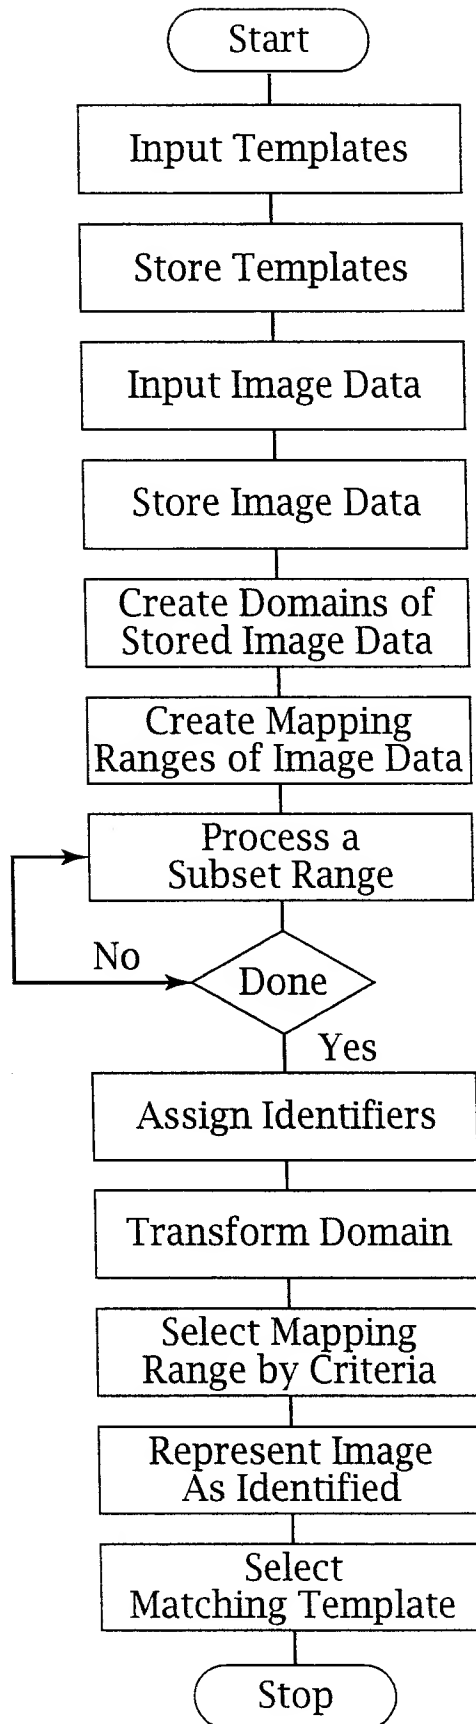 Start
Input Templates
Store Templates
Input Image Data
Store Image Data
Create Domains of
Stored Image Data
Create Mapping
Ranges of Image Data
Process a
Subset Range
No
Done
Yes
Assign Identifiers
Transform Domain
Select Mapping
Range by Criteria
Represent Image
As Identified
Select
Matching Template
Stop